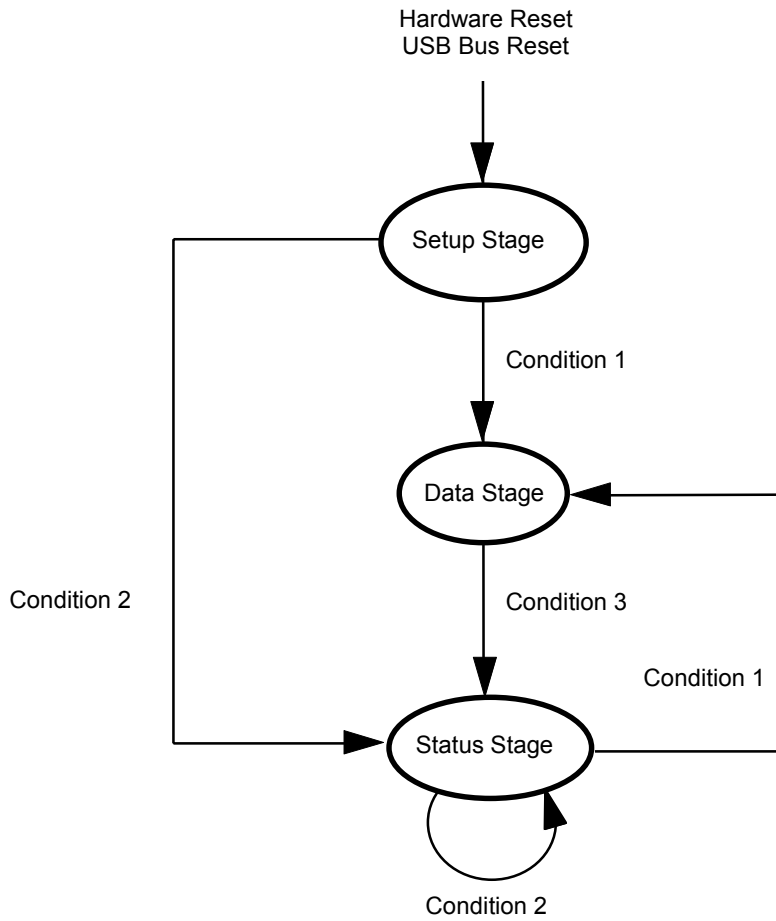 Hardware Reset
USB Bus Reset
Setup Stage
Condition 1
Data Stage
Condition 2
Condition 3
Condition 1
Status Stage
Condition 2